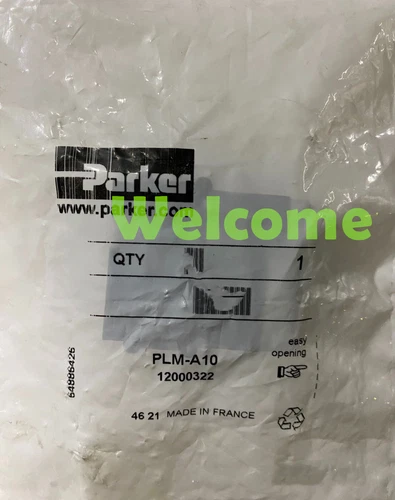 Parker
www.parker.com
Welcome
QTY 1
easy
opening
PLM-A10
12000322
64886426
46 21 MADE IN FRANCE